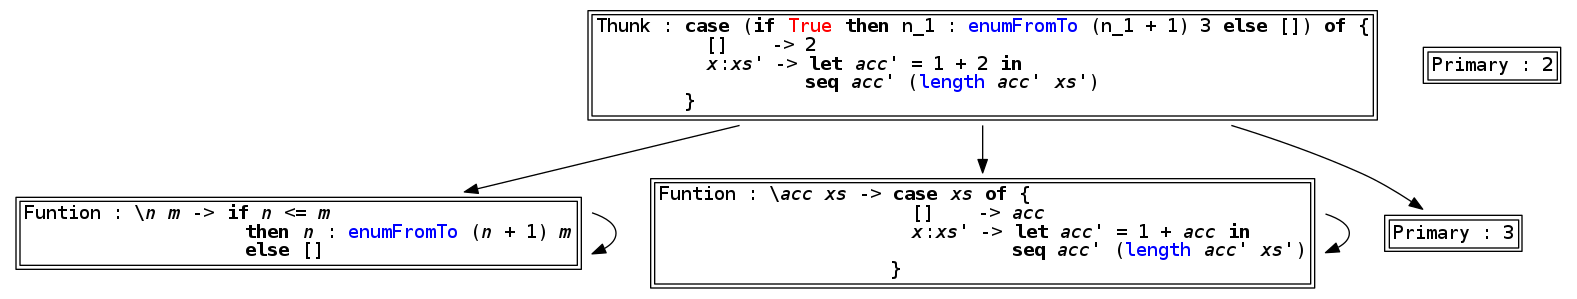 Thunk : case (if True then n_1 : enumFromTo (n_1 + 1) 3 else []) of {
[] -> 2
x:xs' -> let acc' = 1 + 2 in
seq acc' (length acc' xs')
}
Primary : 2
Funtion : \n m -> if n <= m
then n : enumFromTo (n + 1) m
else []
Funtion : \acc xs -> case xs of {
[] -> acc
x:xs' -> let acc' = 1 + acc in
seq acc' (length acc' xs')
}
Primary : 3